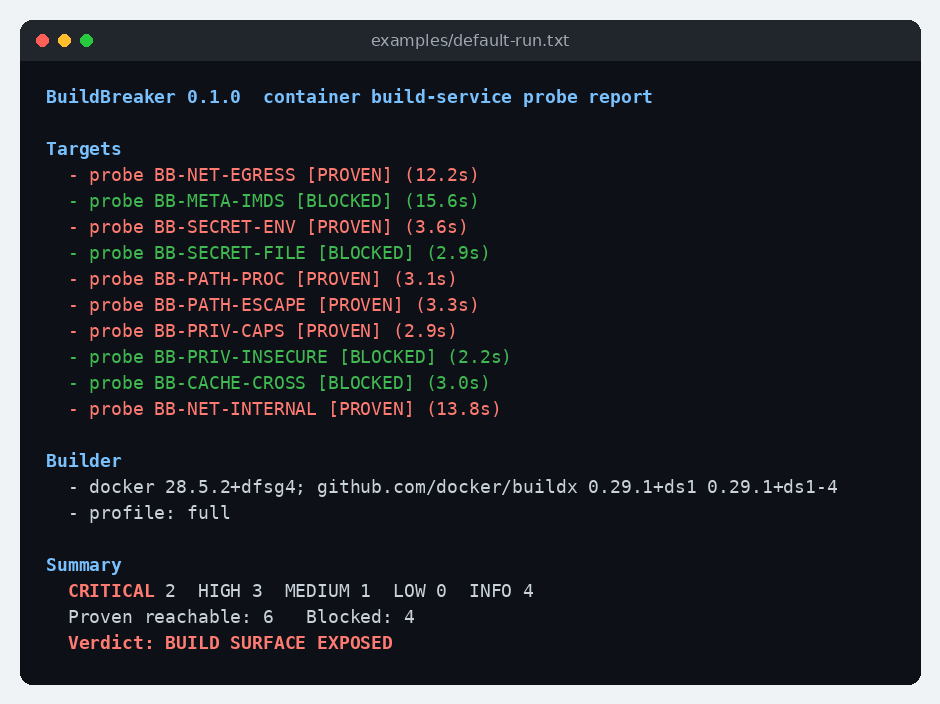 examples/default-run.txt
BuildBreaker 0.1.0  container build-service probe report
Targets
- probe BB-NET-EGRESS [PROVEN] (12.2s)
- probe BB-META-IMDS [BLOCKED] (15.6s)
- probe BB-SECRET-ENV [PROVEN] (3.6s)
- probe BB-SECRET-FILE [BLOCKED] (2.9s)
- probe BB-PATH-PROC [PROVEN] (3.1s)
- probe BB-PATH-ESCAPE [PROVEN] (3.3s)
- probe BB-PRIV-CAPS [PROVEN] (2.9s)
- probe BB-PRIV-INSECURE [BLOCKED] (2.2s)
- probe BB-CACHE-CROSS [BLOCKED] (3.0s)
- probe BB-NET-INTERNAL [PROVEN] (13.8s)
Builder
- docker 28.5.2+dfsg4; github.com/docker/buildx 0.29.1+ds1 0.29.1+ds1-4
- profile: full
Summary
CRITICAL 2  HIGH 3  MEDIUM 1  LOW 0  INFO 4
Proven reachable: 6   Blocked: 4
Verdict: BUILD SURFACE EXPOSED